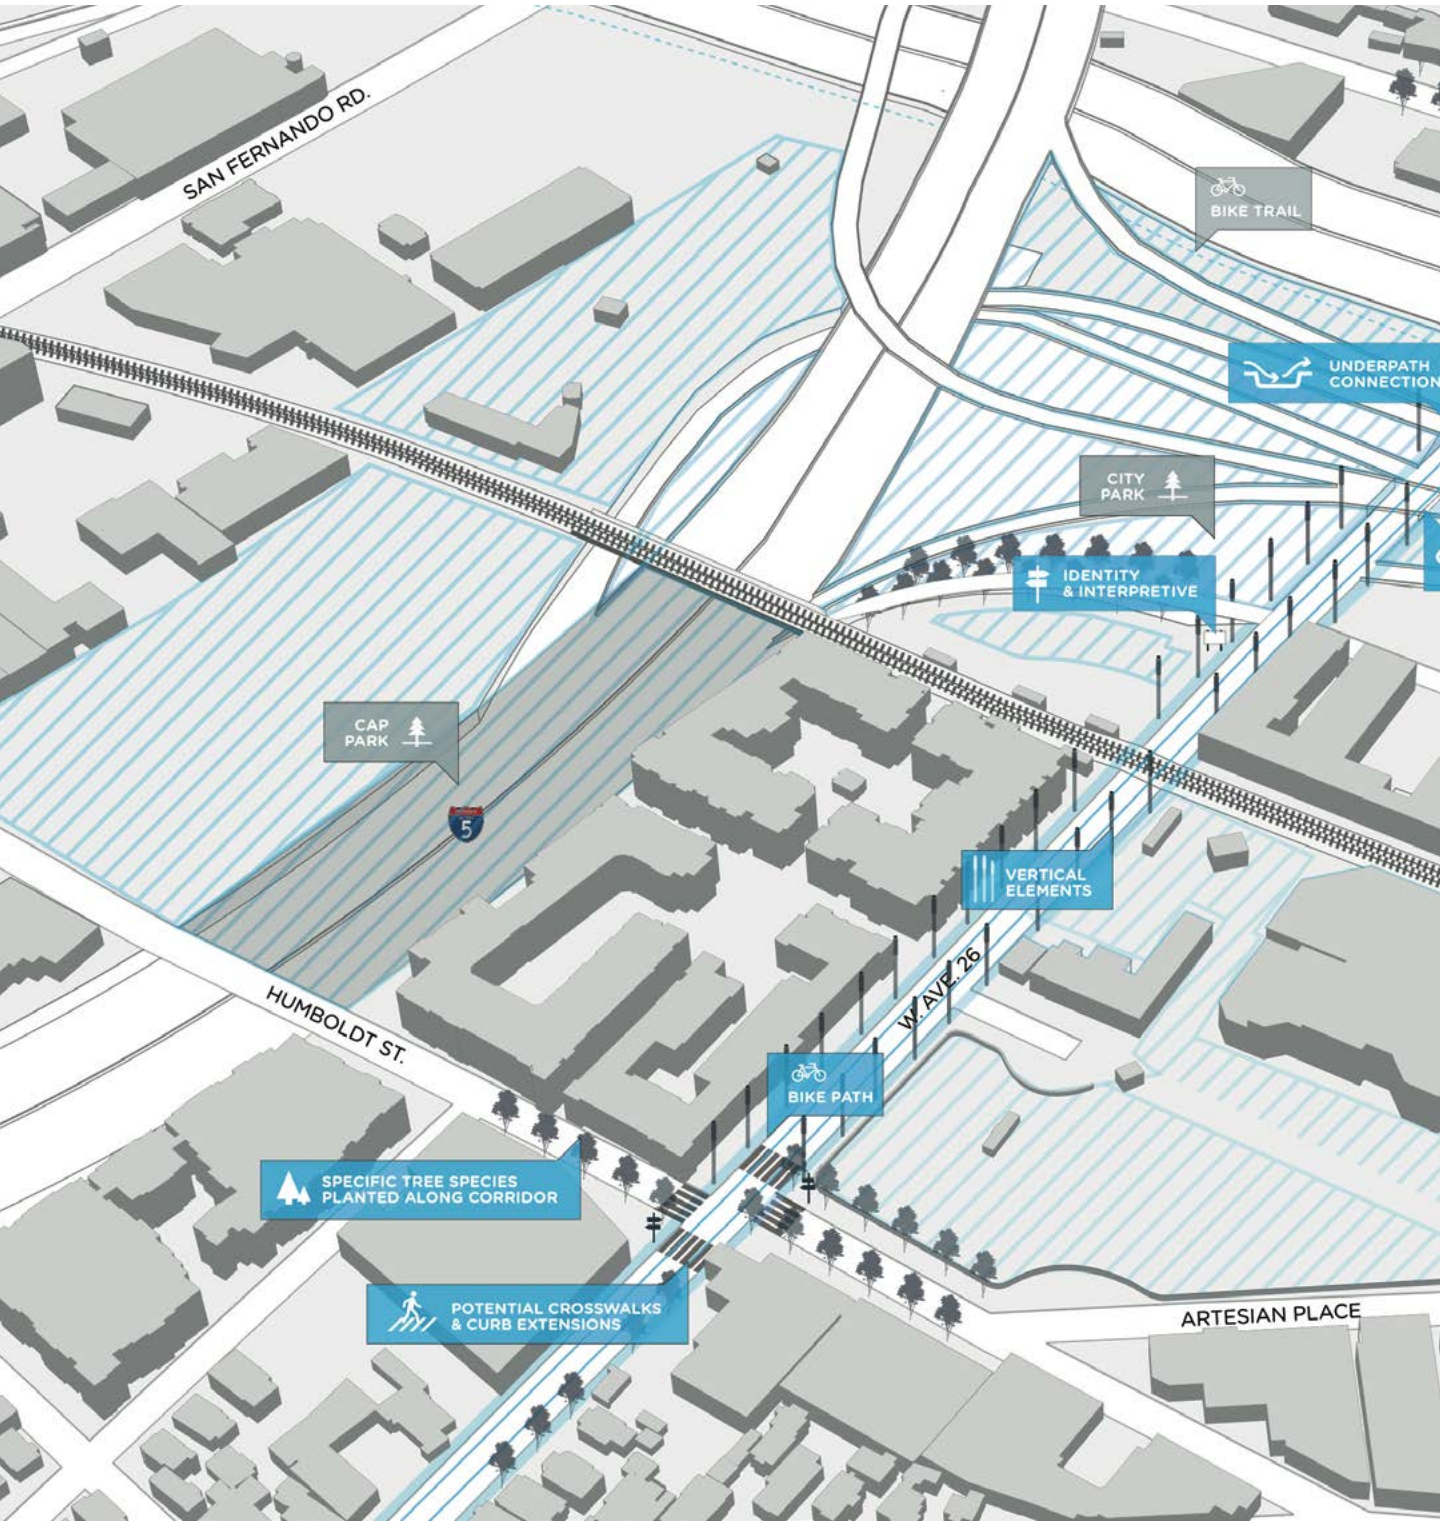 SAN FERNANDO RD.
BIKE TRAIL
UNDERPATH
CONNECTION
CITY
PARK
IDENTITY
& INTERPRETIVE
CAP
PARK
5
VERTICAL
ELEMENTS
W. AVE. 26
HUMBOLDT ST.
BIKE PATH
SPECIFIC TREE SPECIES
PLANTED ALONG CORRIDOR
POTENTIAL CROSSWALKS
& CURB EXTENSIONS
ARTESIAN PLACE